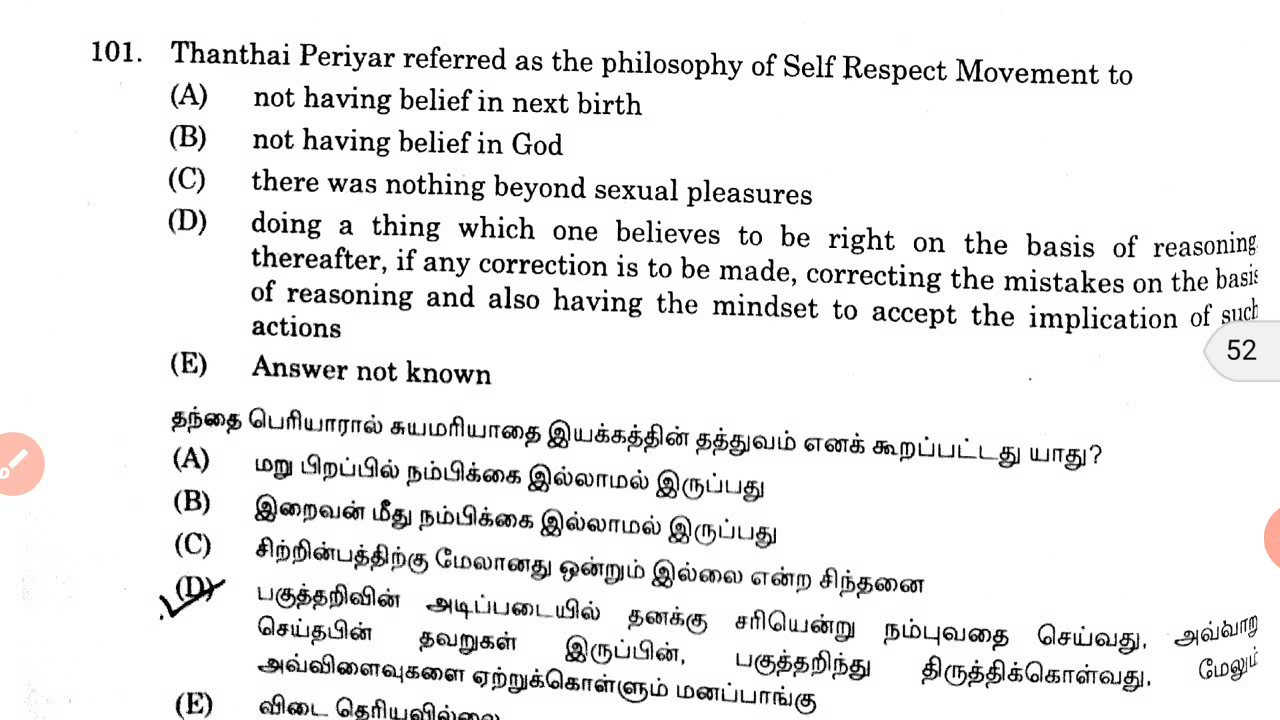 101. Thanthai Periyar referred as the philosophy of Self Respect Movement to
(A) not having belief in next birth
(B) not having belief in God
(C) there was nothing beyond sexual pleasures
(D) doing a thing which one believes to be right on the basis of reasoning
thereafter, if any correction is to be made, correcting the mistakes on the basis
of reasoning and also having the mindset to accept the implication of such
actions
(E) Answer not known
52
தந்தை பெரியாரால் சுயமரியாதை இயக்கத்தின் தத்துவம் எனக் கூறப்பட்டது யாது?
(A) மறு பிறப்பில் நம்பிக்கை இல்லாமல் இருப்பது
(B) இறைவன் மீது நம்பிக்கை இல்லாமல் இருப்பது
(C) சிற்றின்பத்திற்கு மேலானது ஒன்றும் இல்லை என்ற சிந்தனை
(D) பகுத்தறிவின் அடிப்படையில் தனக்கு சரியென்று நம்புவதை செய்வது, அவ்வாறு
செய்தபின் தவறுகள் இருப்பின், பகுத்தறிந்து திருத்திக்கொள்வது, மேலும்
அவ்விளைவுகளை ஏற்றுக்கொள்ளும் மனப்பாங்கு
(E) விடை தெரியவில்லை